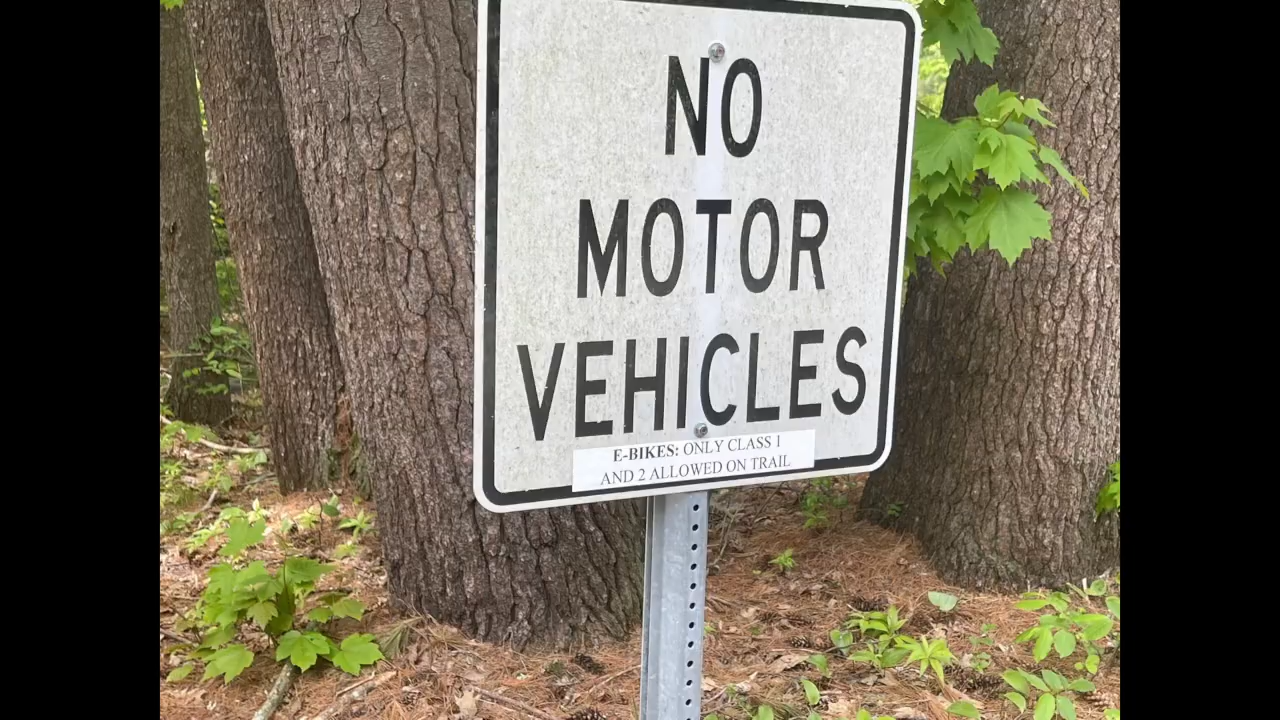 NO
MOTOR
VEHICLES
E-BIKES: ONLY CLASS 1
AND 2 ALLOWED ON TRAIL